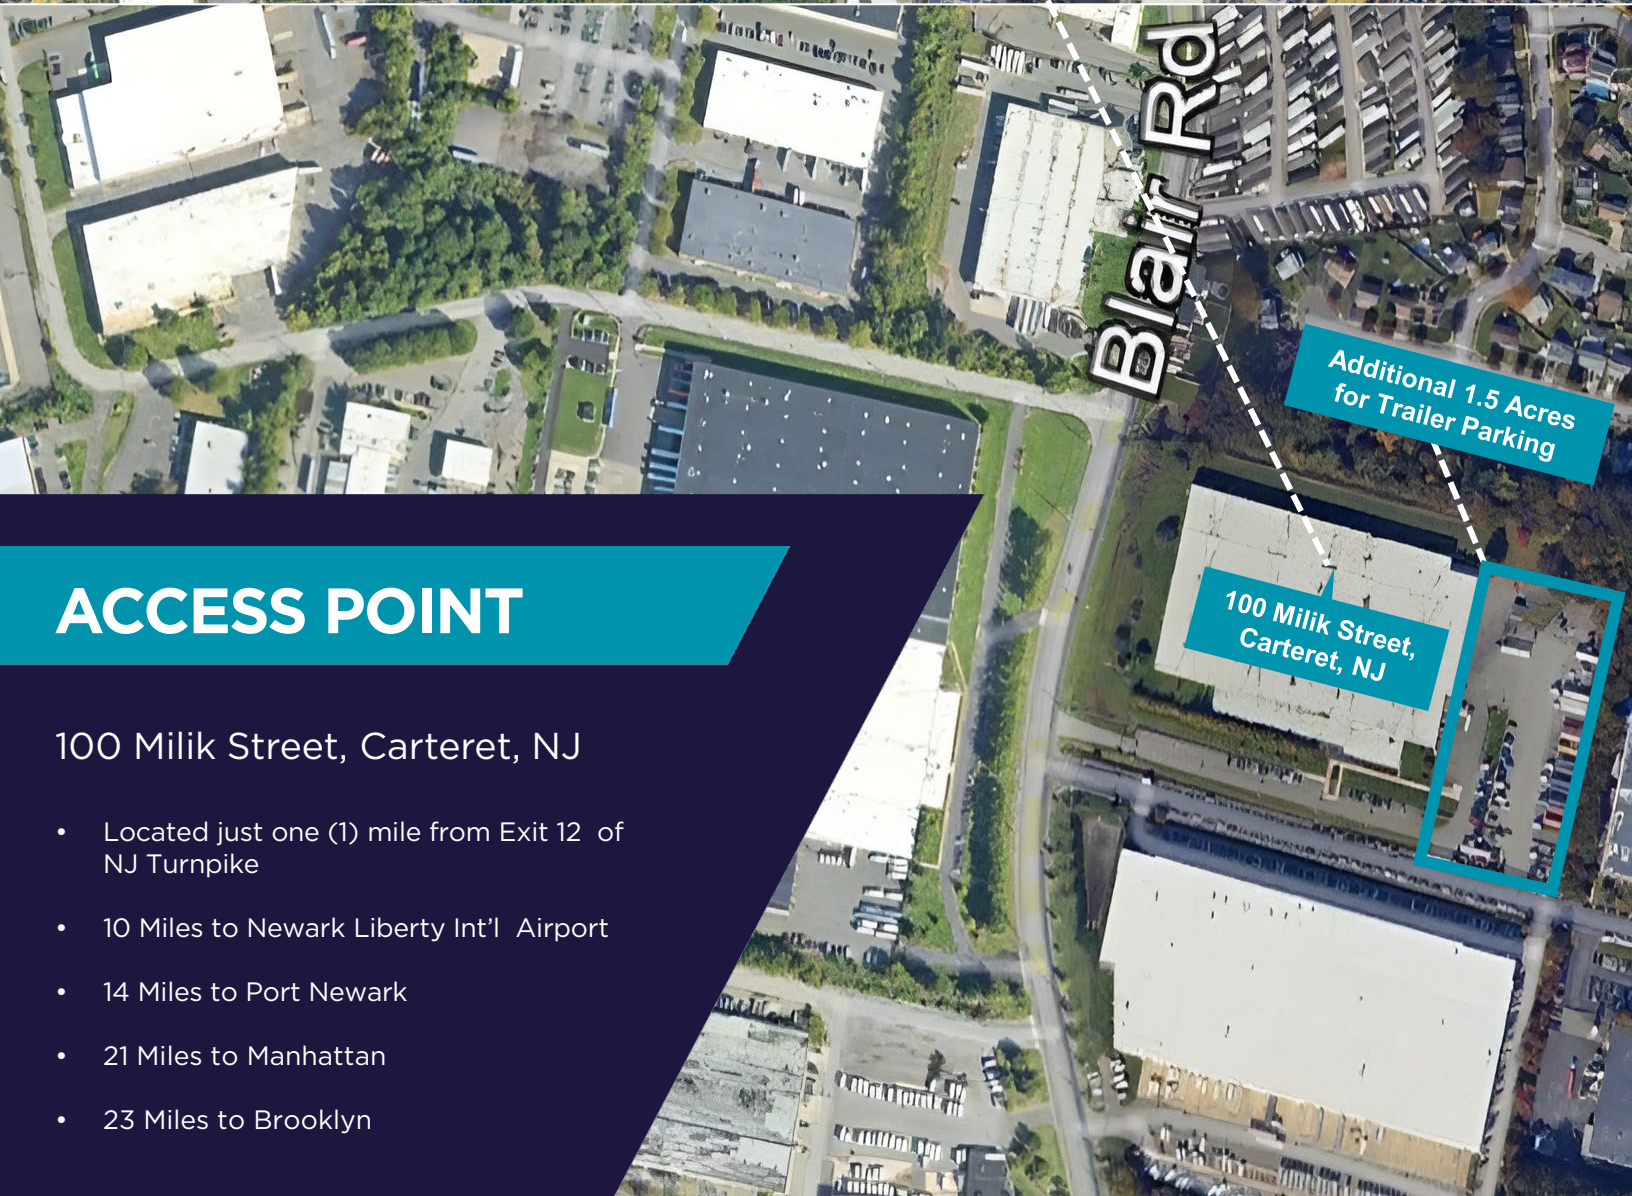 Blair Rd
Additional 1.5 Acres
for Trailer Parking
100 Milik Street,
Carteret, NJ
ACCESS POINT
100 Milik Street, Carteret, NJ
• Located just one (1) mile from Exit 12 of
NJ Turnpike
• 10 Miles to Newark Liberty Int’l Airport
• 14 Miles to Port Newark
• 21 Miles to Manhattan
• 23 Miles to Brooklyn